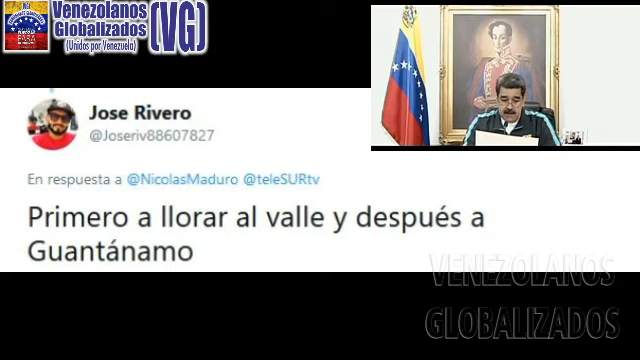 Venezolanos
Globalizados
(Unidos por Venezuela)
(VG)
Jose Rivero
@Joseriv88607827
En respuesta a @NicolasMaduro @teleSURtv
Primero a llorar al valle y después a
Guantánamo
VENEZOLANOS
GLOBALIZADOS